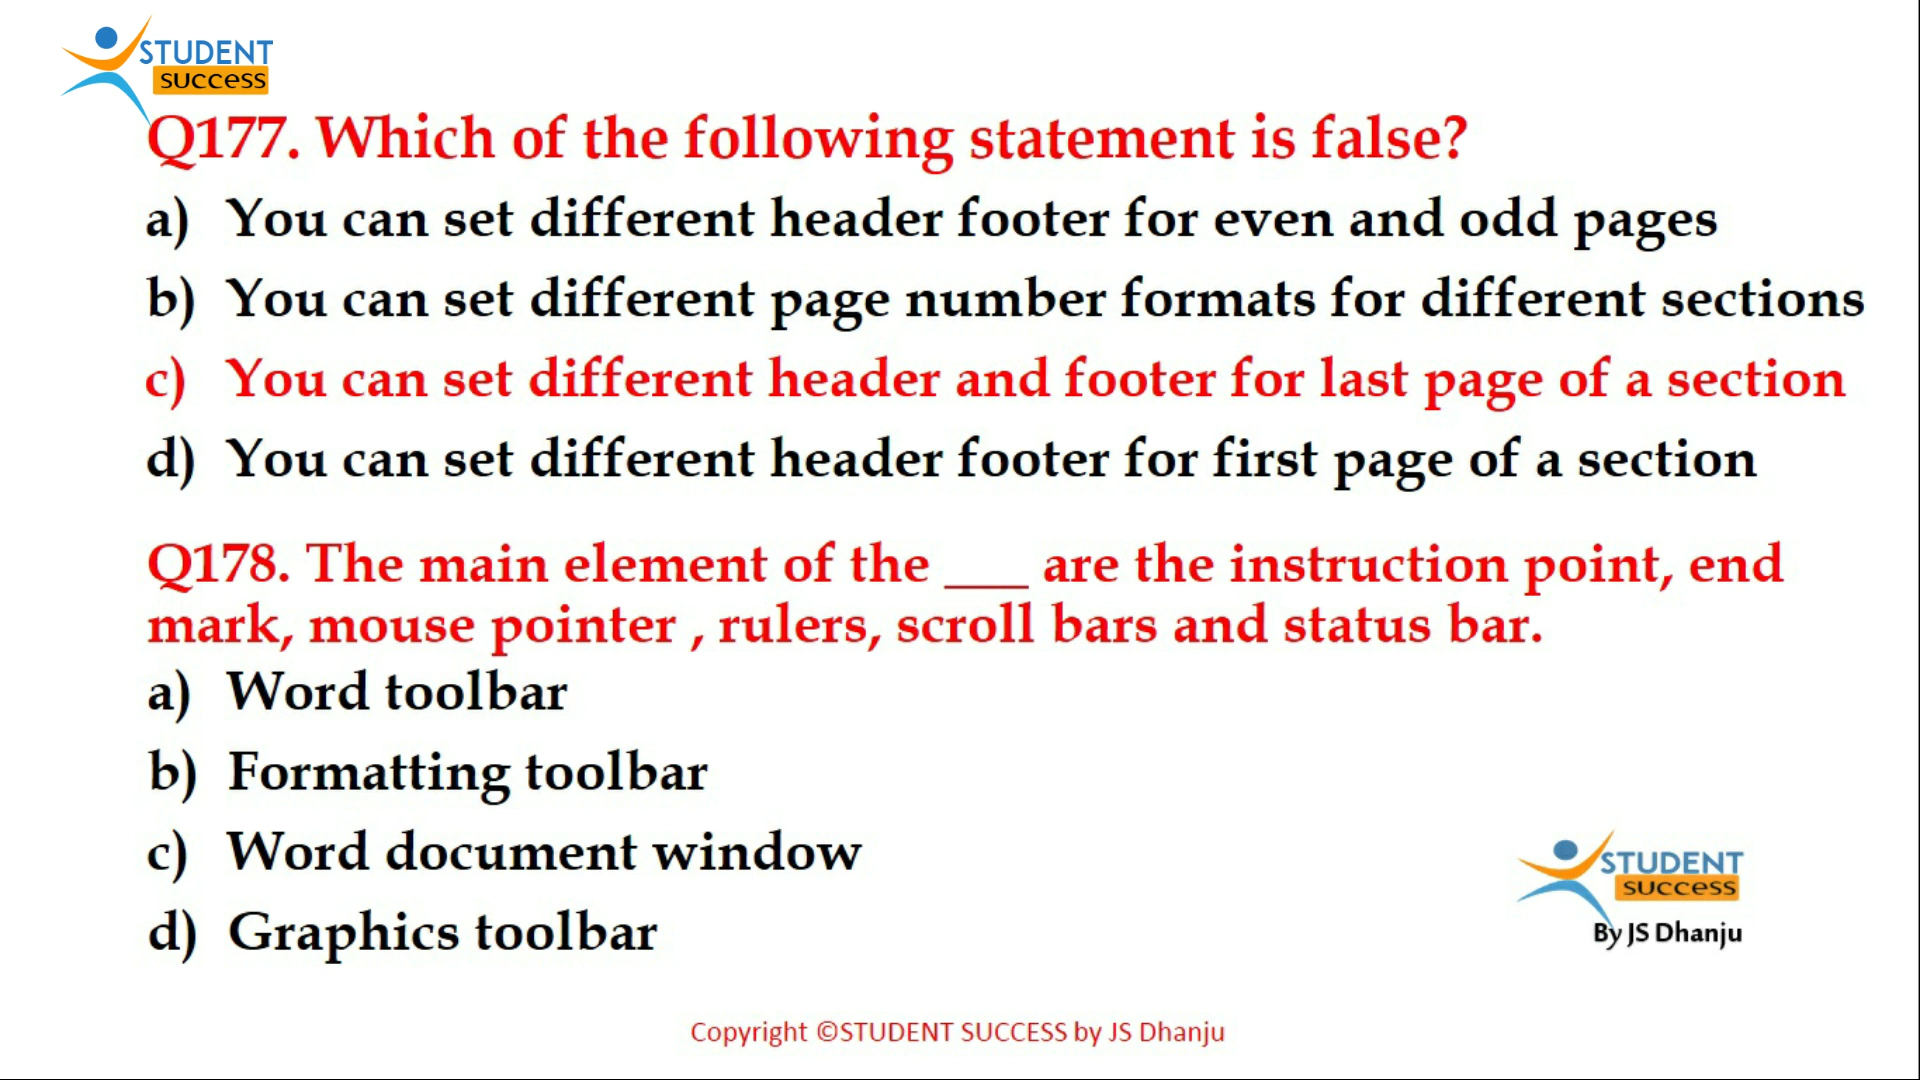 STUDENT
SUCCESS
Q177. Which of the following statement is false?
a) You can set different header footer for even and odd pages
b) You can set different page number formats for different sections
c) You can set different header and footer for last page of a section
d) You can set different header footer for first page of a section
Q178. The main element of the ___ are the instruction point, end
mark, mouse pointer , rulers, scroll bars and status bar.
a) Word toolbar
b) Formatting toolbar
c) Word document window
d) Graphics toolbar
STUDENT
SUCCESS
By JS Dhanju
Copyright ©STUDENT SUCCESS by JS Dhanju